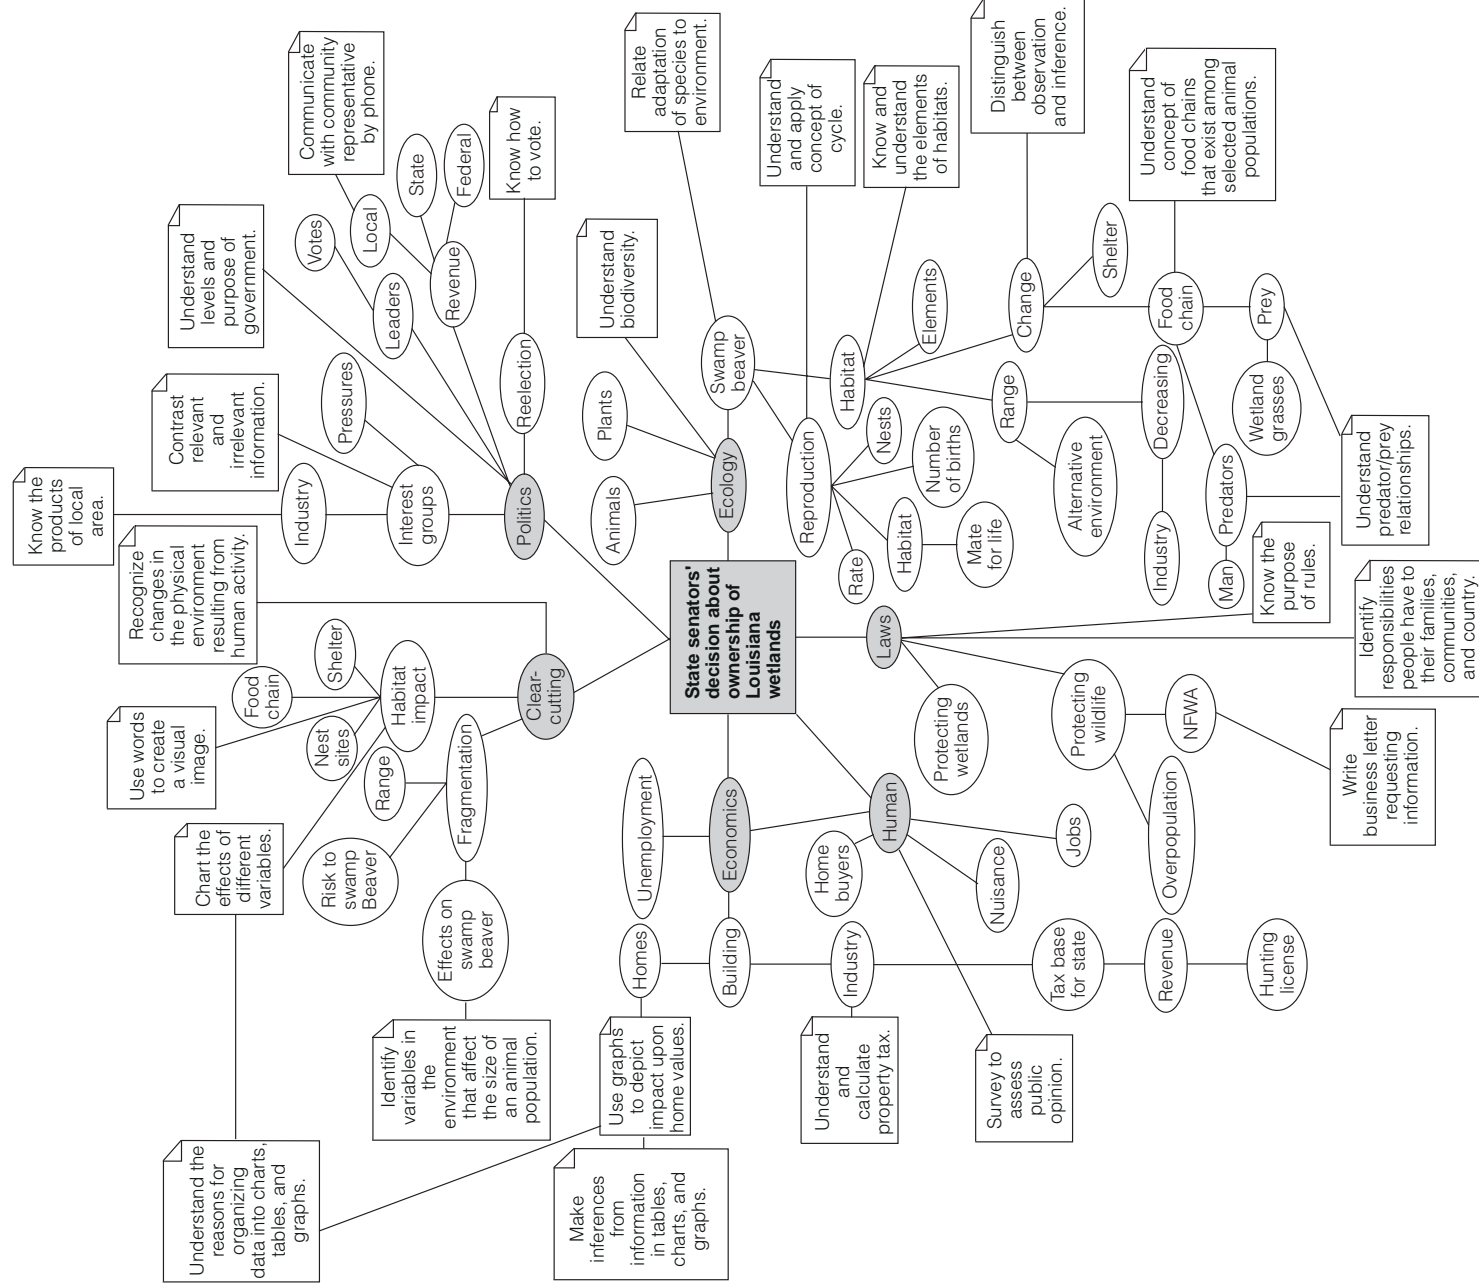 Know the
products
of local
area.
Use words
to create
a visual
image.
Recognize
changes in
the physical
environment
resulting from
human activity.
Contrast
relevant
and
irrelevant
information.
Understand
levels and
purpose of
government.
Understand the
reasons for
organizing
data into charts,
tables, and
graphs.
Chart the
effects of
different
variables.
Food
chain
Shelter
Industry
Pressures
Votes
Communicate
with community
representative
by phone.
Risk to
swamp
Beaver
Nest
sites
Range
Habitat
impact
Interest
groups
Leaders
Local
State
Federal
Revenue
Identify
variables in
the
environment
that affect
the size of
an animal
population.
Effects on
swamp
beaver
Fragmentation
Clear-
cutting
Politics
Reelection
Know how
to vote.
Make
inferences
from
information
in tables,
charts, and
graphs.
Use graphs
to depict
impact upon
home values.
Homes
Unemployment
Animals
Plants
Understand
biodiversity.
Relate
adaptation
of species to
environment.
Building
Economics
State senators'
decision about
ownership of
Louisiana
wetlands
Ecology
Swamp
beaver
Understand
and
calculate
property tax.
Industry
Home
buyers
Human
Laws
Rate
Reproduction
Habitat
Understand
and apply
concept of
cycle.
Know and
understand
the elements
of habitats.
Habitat
Nests
Number
of births
Elements
Mate
for life
Protecting
wetlands
Nuisance
Survey to
assess
public
opinion.
Range
Change
Distinguish
between
observation
and inference.
Tax base
for state
Jobs
Protecting
wildlife
Alternative
environment
Shelter
Revenue
Overpopulation
NFWA
Industry
Decreasing
Food
chain
Understand
concept of
food chains
that exist among
selected animal
populations.
Man
Predators
Hunting
license
Wetland
grasses
Prey
Know the
purpose
of rules.
Write
business letter
requesting
information.
Identify
responsibilities
people have to
their families,
communities,
and country.
Understand
predator/prey
relationships.